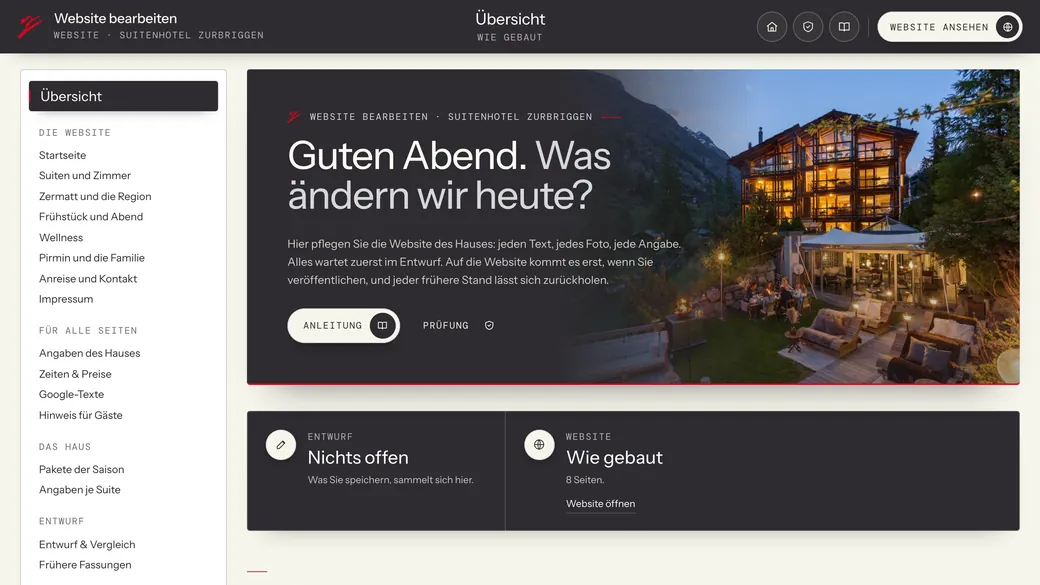 Website bearbeiten
WEBSITE · SUITENHOTEL ZURBRIGGEN
Übersicht
WIE GEBAUT
WEBSITE ANSEHEN
Übersicht
DIE WEBSITE
Startseite
Suiten und Zimmer
Zermatt und die Region
Frühstück und Abend
Wellness
Pirmin und die Familie
Anreise und Kontakt
Impressum
FÜR ALLE SEITEN
Angaben des Hauses
Zeiten & Preise
Google-Texte
Hinweis für Gäste
DAS HAUS
Pakete der Saison
Angaben je Suite
ENTWURF
Entwurf & Vergleich
Frühere Fassungen
WEBSITE BEARBEITEN · SUITENHOTEL ZURBRIGGEN
Guten Abend. Was
ändern wir heute?
Hier pflegen Sie die Website des Hauses: jeden Text, jedes Foto, jede Angabe.
Alles wartet zuerst im Entwurf. Auf die Website kommt es erst, wenn Sie
veröffentlichen, und jeder frühere Stand lässt sich zurückholen.
ANLEITUNG
PRÜFUNG
ENTWURF
Nichts offen
Was Sie speichern, sammelt sich hier.
WEBSITE
Wie gebaut
8 Seiten.
Website öffnen